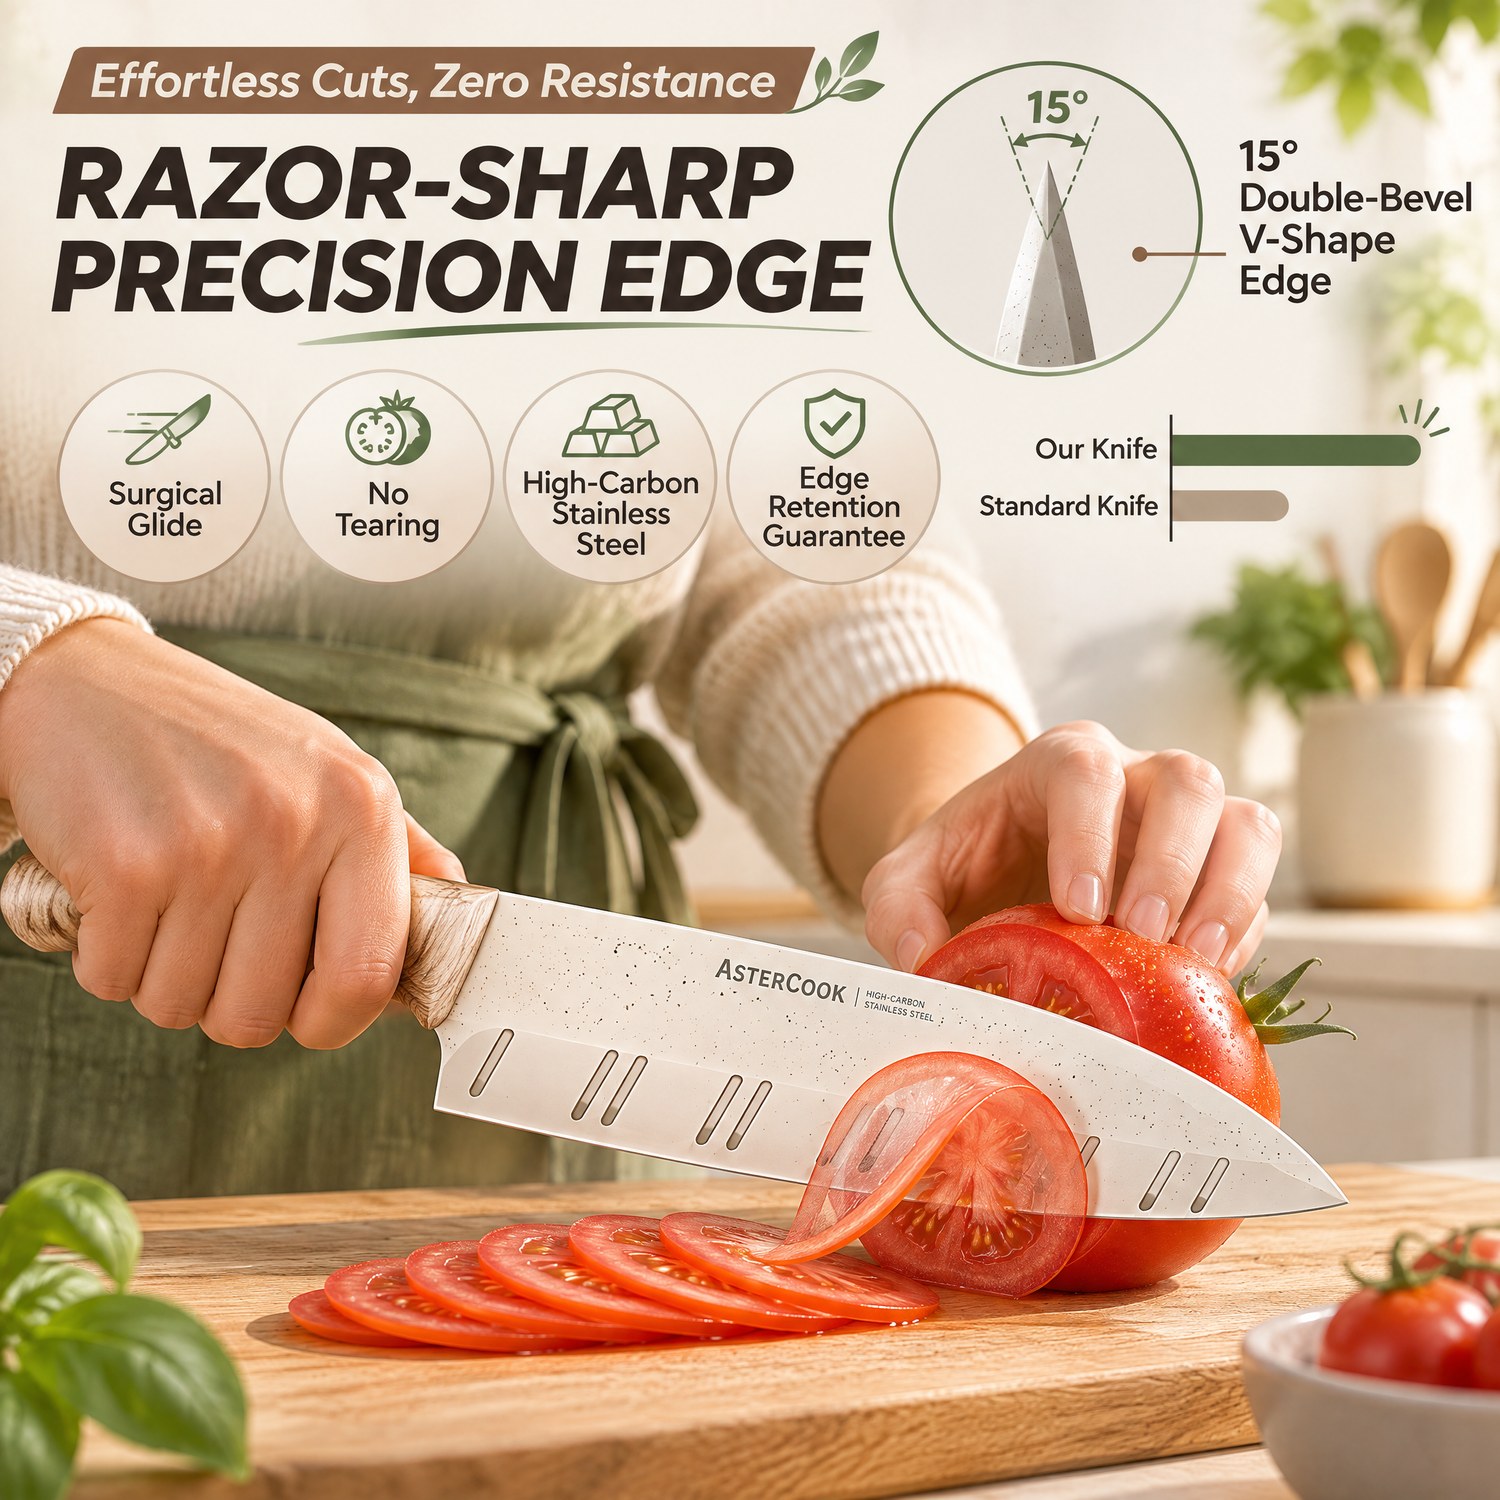 Effortless Cuts, Zero Resistance
RAZOR-SHARP
PRECISION EDGE
15°
15°
Double-Bevel
V-Shape
Edge
Surgical
Glide
No
Tearing
High-Carbon
Stainless
Steel
Edge
Retention
Guarantee
Our Knife
Standard Knife
ASTERCOOK
HIGH-CARBON
STAINLESS STEEL